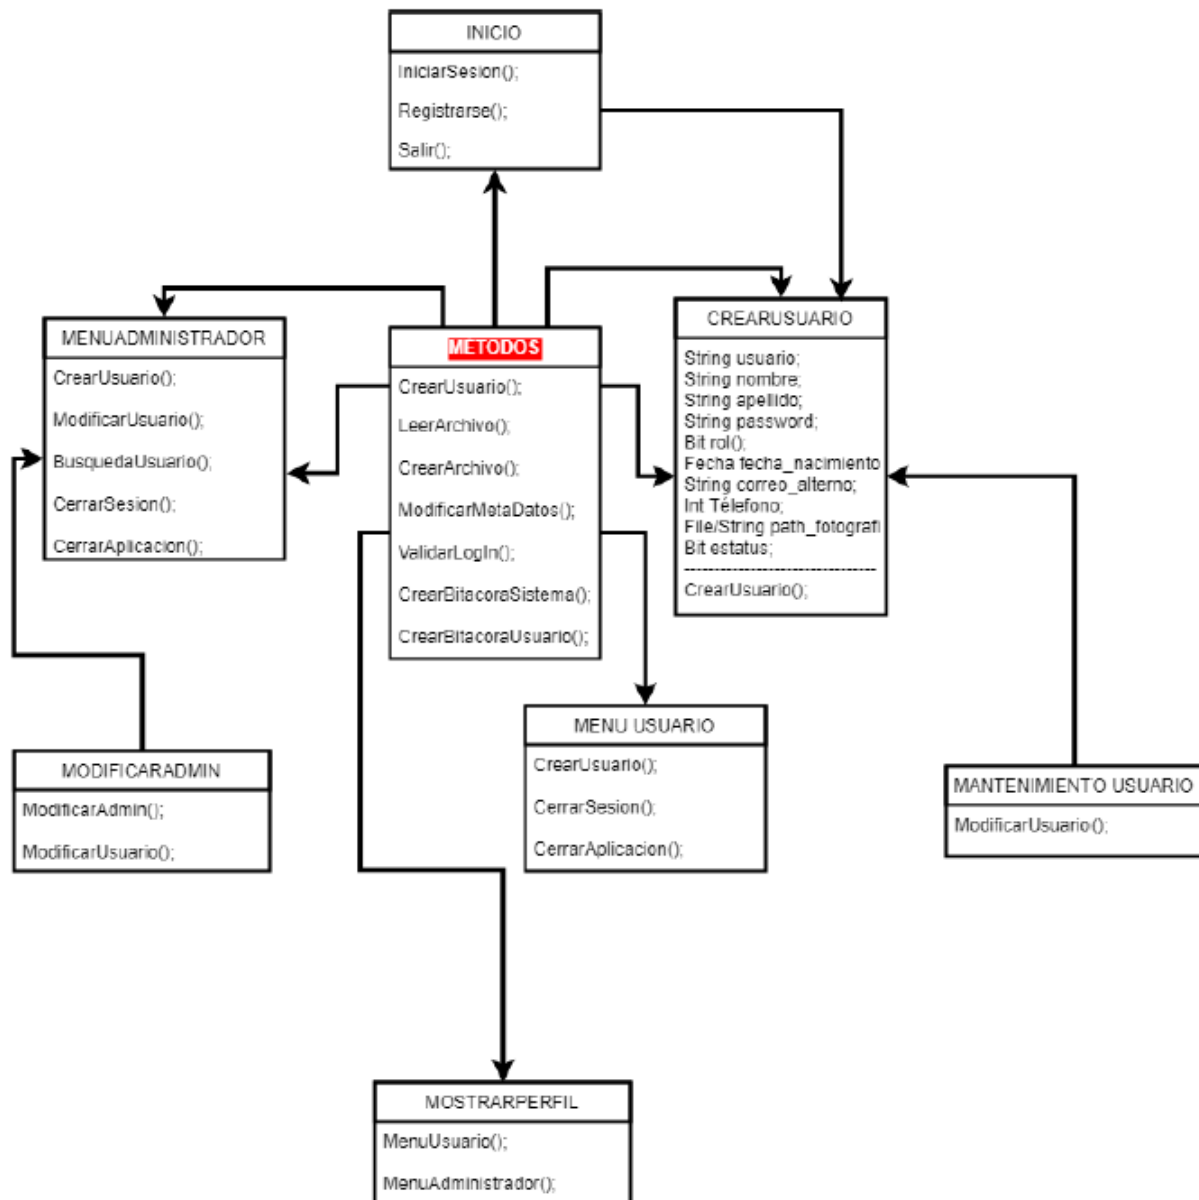 INICIO
IniciarSesion();
Registrarse();
Salir();
MENUADMINISTRADOR
CrearUsuario();
ModificarUsuario();
BusquedaUsuario();
CerrarSesion();
CerrarAplicacion();
METODOS
CrearUsuario();
LeerArchivo();
CrearArchivo();
ModificarMetaDatos();
ValidarLogIn();
CrearBitacoraSistema();
CrearBitacoraUsuario();
CREARUSUARIO
String usuario;
String nombre;
String apellido;
String password;
Bit rol();
Fecha fecha_nacimiento
String correo_alterno;
Int Télefono;
File/String path_fotografi
Bit estatus;
---------------------------------
CrearUsuario();
MENU USUARIO
CrearUsuario();
CerrarSesion();
CerrarAplicacion();
MODIFICARADMIN
ModificarAdmin();
ModificarUsuario();
MANTENIMIENTO USUARIO
ModificarUsuario();
MOSTRARPERFIL
MenuUsuario();
MenuAdministrador();